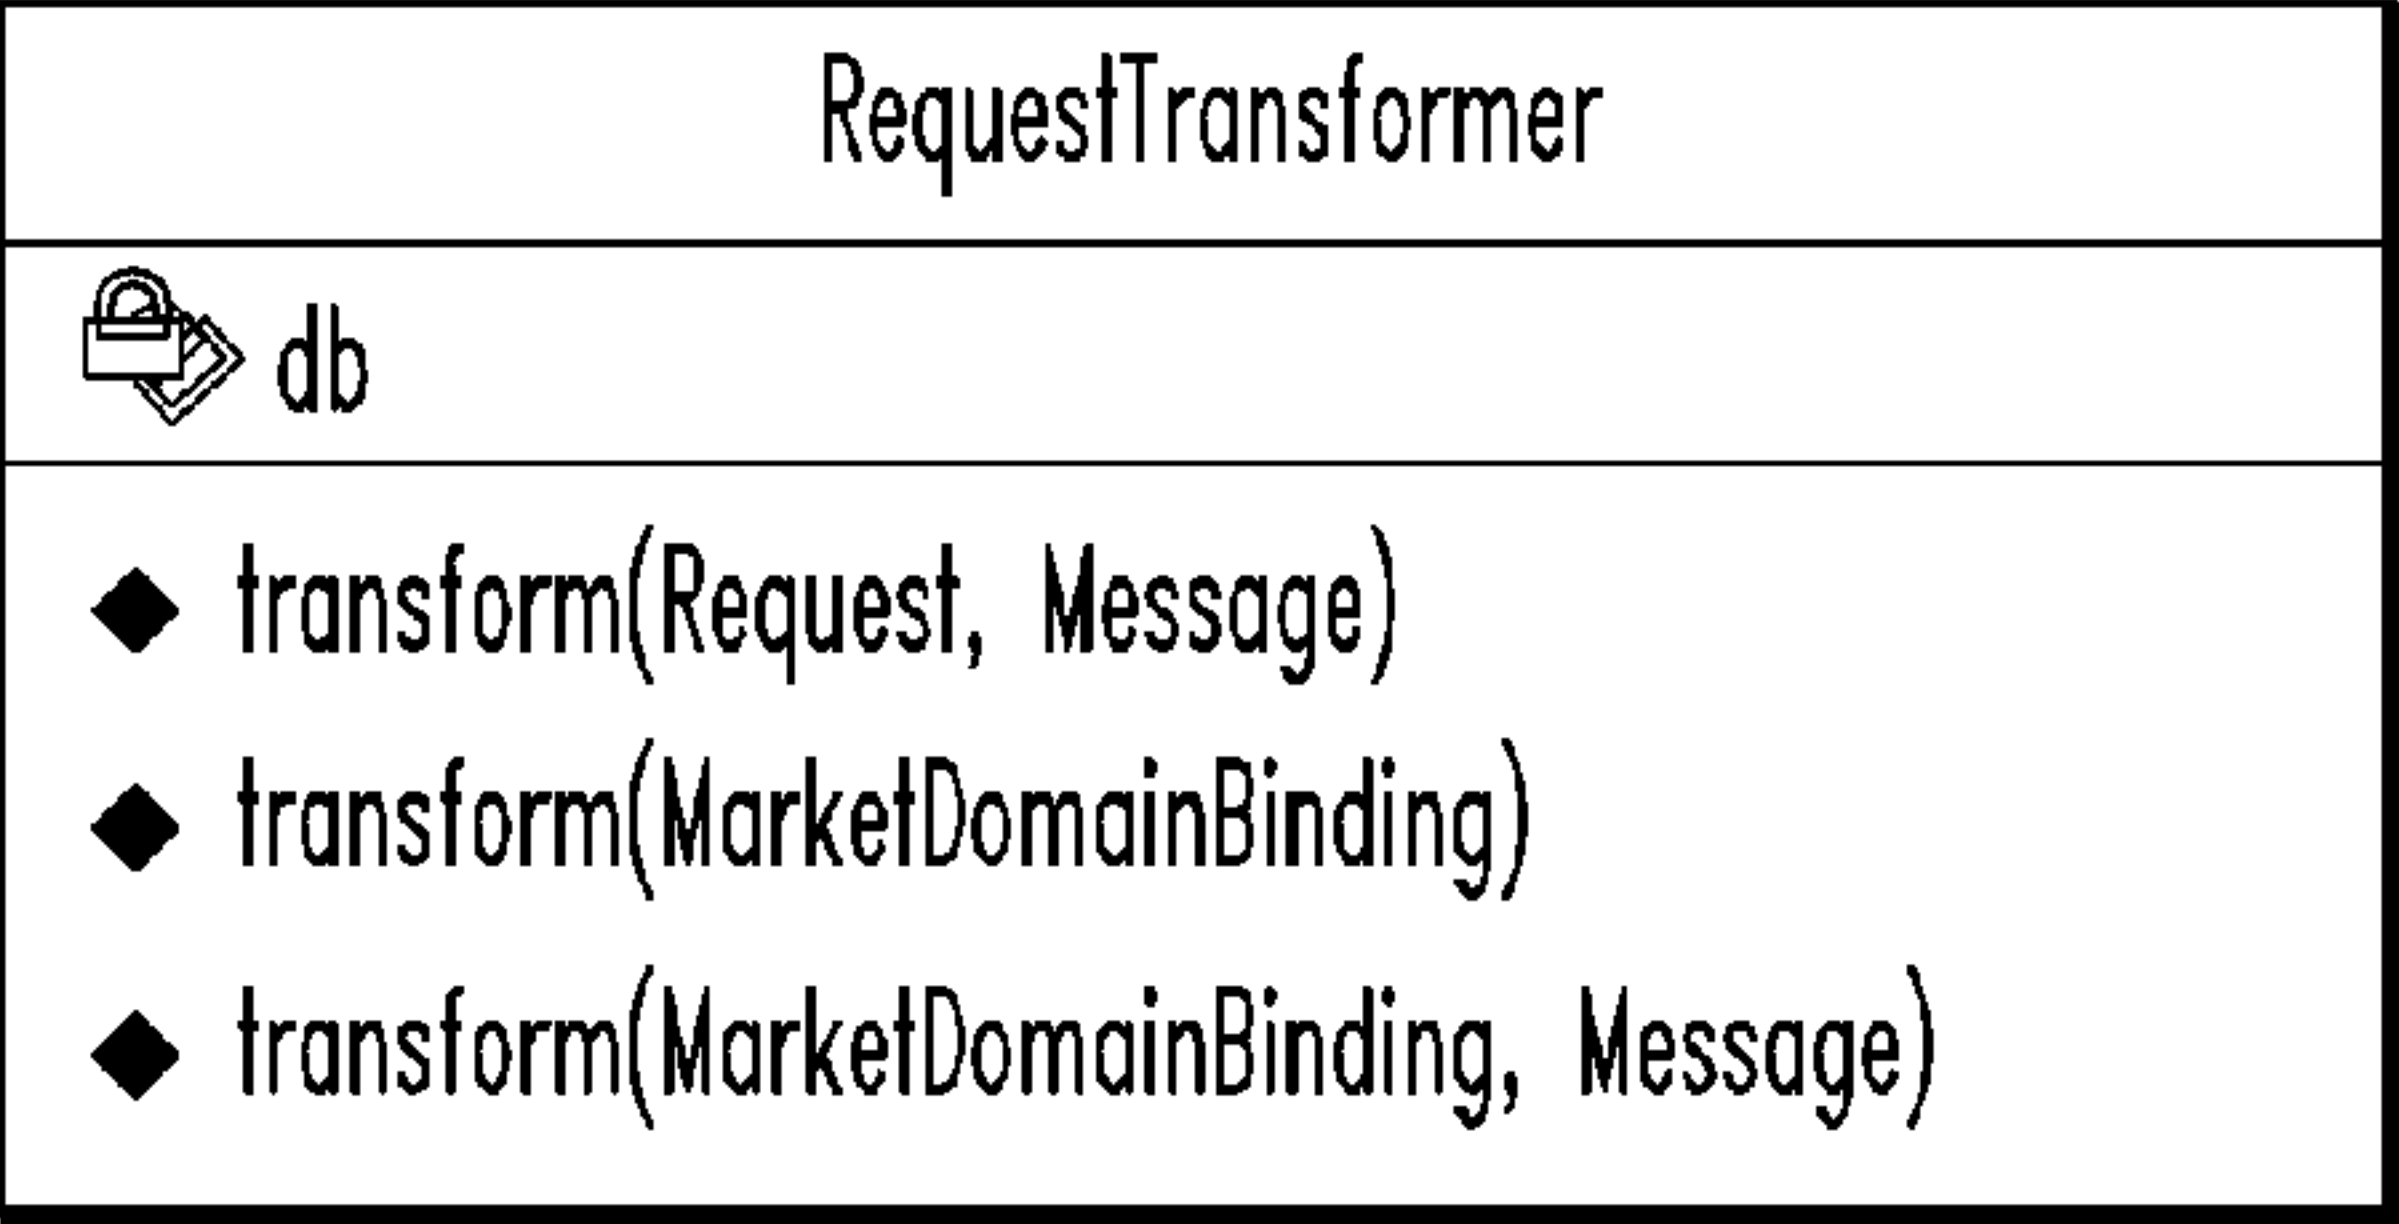 RequestTransformer
db
transform(Request, Message)
transform(MarketDomainBinding)
transform(MarketDomainBinding, Message)